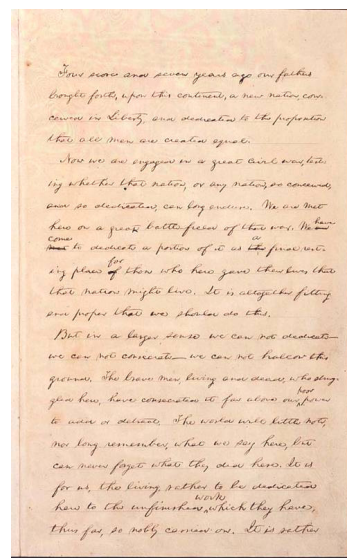 Four score and seven years ago our fathers
brought forth, upon this continent, a new nation, con-
ceived in Liberty, and dedicated to the proposition
that all men are created equal.
Now we are engaged in a great civil war, test-
ing whether that nation, or any nation, so conceived,
and so dedicated, can long endure. We are met
here on a great battle-field of that war. We have
come to dedicate a portion of it as a final rest-
ing place for those who here gave their lives that
that nation might live. It is altogether fitting
and proper that we should do this.
But in a larger sense we can not dedicate—
we can not consecrate— we can not hallow this
ground. The brave men, living and dead, who strug-
gled here, have consecrated it far above our poor power
to add or detract. The world will little note,
nor long remember, what we say here, but
can never forget what they did here. It is
for us, the living, rather to be dedicated
here to the unfinished work which they have,
thus far, so nobly carried on. It is rather